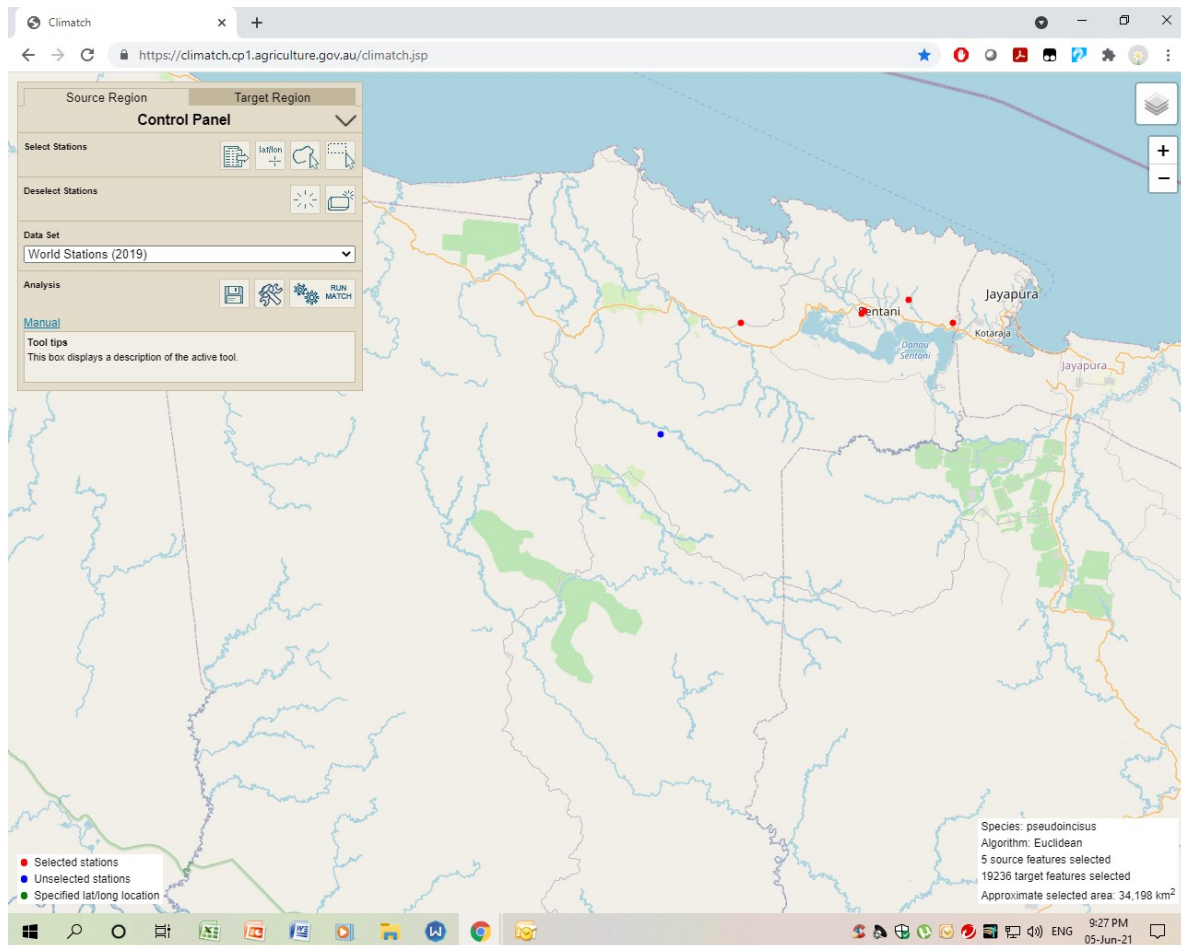 Climatch
https://climatch.cp1.agriculture.gov.au/climatch.jsp
Source Region
Target Region
Control Panel
Select Stations
lat/lon
Deselect Stations
Data Set
World Stations (2019)
Analysis
RUN
MATCH
Manual
Tool tips
This box displays a description of the active tool.
+
−
Jayapura
Sentani
Kotaraja
Danau
Sentani
Jayapura
Selected stations
Unselected stations
Specified lat/long location
Species: pseudoincisus
Algorithm: Euclidean
5 source features selected
19236 target features selected
Approximate selected area: 34,198 km²
ENG
9:27 PM
05-Jun-21